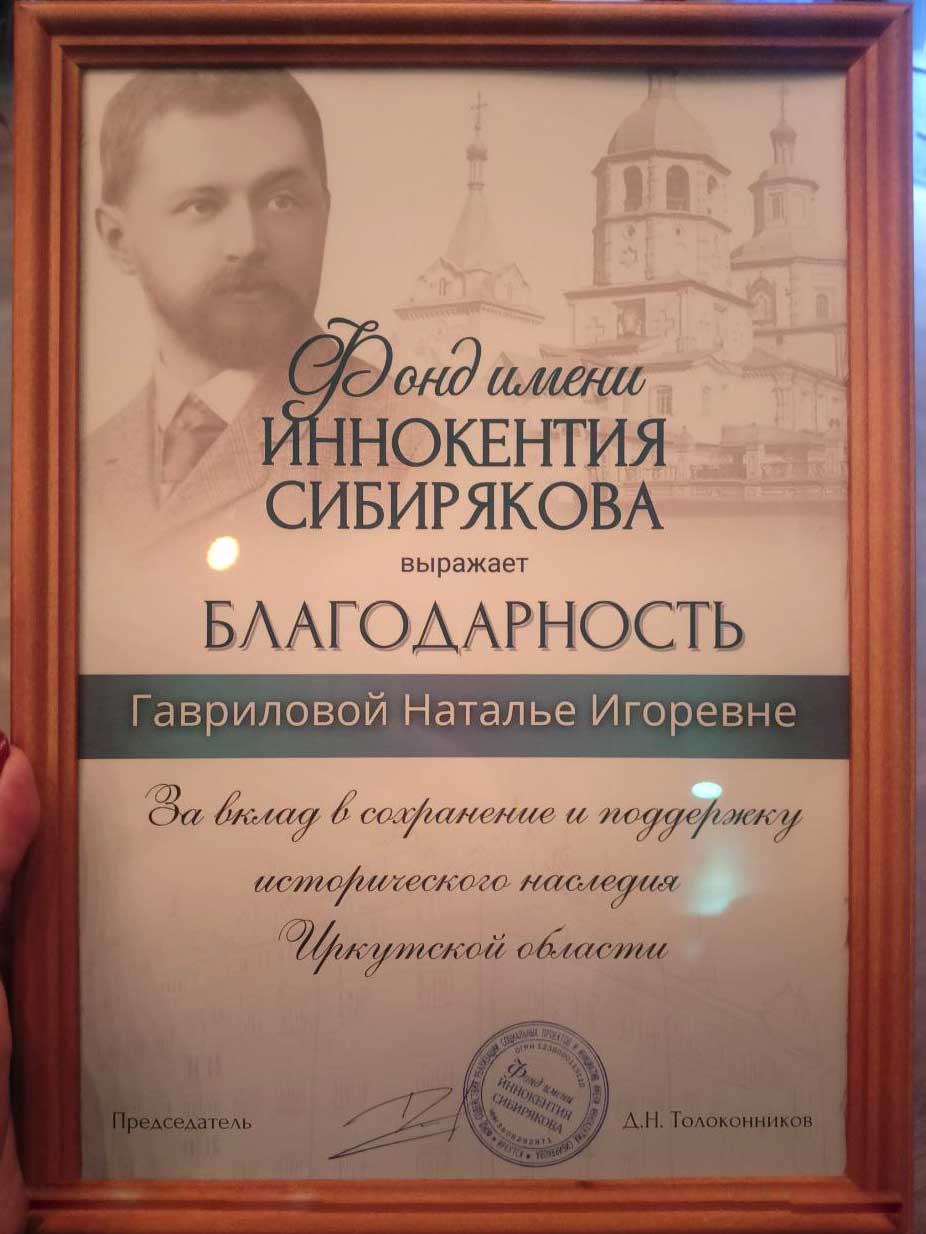 Фонд имени
ИННОКЕНТИЯ
СИБИРЯКОВА
выражает
БЛАГОДАРНОСТЬ
Гавриловой Наталье Игоревне
За вклад в сохранение и поддержку
исторического наследия
Иркутской области
Председатель
Фонд имени
ИННОКЕНТИЯ
СИБИРЯКОВА
Д.Н. Толоконников